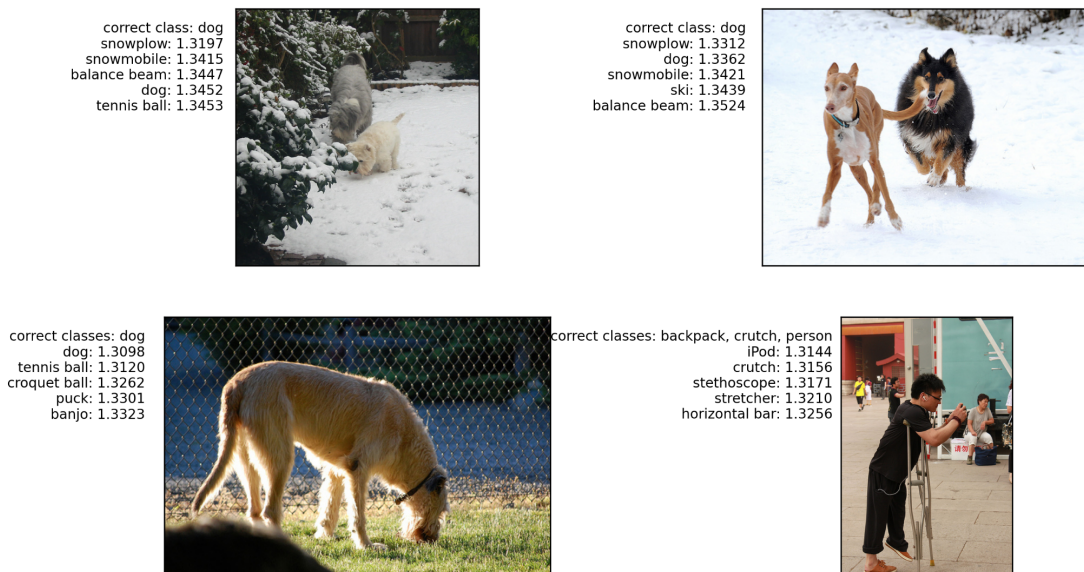 correct class: dog
snowplow: 1.3197
snowmobile: 1.3415
balance beam: 1.3447
dog: 1.3452
tennis ball: 1.3453
correct class: dog
snowplow: 1.3312
dog: 1.3362
snowmobile: 1.3421
ski: 1.3439
balance beam: 1.3524
correct classes: dog
dog: 1.3098
tennis ball: 1.3120
croquet ball: 1.3262
puck: 1.3301
banjo: 1.3323
correct classes: backpack, crutch, person
iPod: 1.3144
crutch: 1.3156
stethoscope: 1.3171
stretcher: 1.3210
horizontal bar: 1.3256
请勿